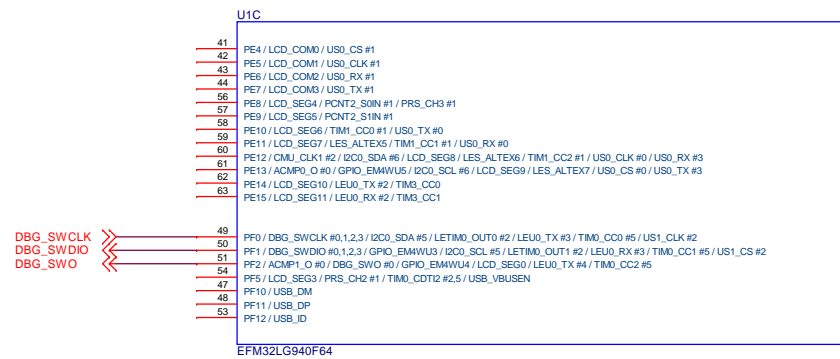 U1C
41 PE4 / LCD_COM0 / US0_CS #1
42 PE5 / LCD_COM1 / US0_CLK #1
43 PE6 / LCD_COM2 / US0_RX #1
44 PE7 / LCD_COM3 / US0_TX #1
56 PE8 / LCD_SEG4 / PCNT2_S0IN #1 / PRS_CH3 #1
57 PE9 / LCD_SEG5 / PCNT2_S1IN #1
58 PE10 / LCD_SEG6 / TIM1_CC0 #1 / US0_TX #0
59 PE11 / LCD_SEG7 / LES_ALTEX5 / TIM1_CC1 #1 / US0_RX #0
60 PE12 / CMU_CLK1 #2 / I2C0_SDA #6 / LCD_SEG8 / LES_ALTEX6 / TIM1_CC2 #1 / US0_CLK #0 / US0_RX #3
61 PE13 / ACMP0_O #0 / GPIO_EM4WU5 / I2C0_SCL #6 / LCD_SEG9 / LES_ALTEX7 / US0_CS #0 / US0_TX #3
62 PE14 / LCD_SEG10 / LEU0_TX #2 / TIM3_CC0
63 PE15 / LCD_SEG11 / LEU0_RX #2 / TIM3_CC1
DBG_SWCLK 49 PF0 / DBG_SWCLK #0,1,2,3 / I2C0_SDA #5 / LETIM0_OUT0 #2 / LEU0_TX #3 / TIM0_CC0 #5 / US1_CLK #2
DBG_SWDIO 50 PF1 / DBG_SWDIO #0,1,2,3 / GPIO_EM4WU3 / I2C0_SCL #5 / LETIM0_OUT1 #2 / LEU0_RX #3 / TIM0_CC1 #5 / US1_CS #2
DBG_SWO 51 PF2 / ACMP1_O #0 / DBG_SWO #0 / GPIO_EM4WU4 / LCD_SEG0 / LEU0_TX #4 / TIM0_CC2 #5
54 PF5 / LCD_SEG3 / PRS_CH2 #1 / TIM0_CDTI2 #2,5 / USB_VBUSEN
47 PF10 / USB_DM
48 PF11 / USB_DP
53 PF12 / USB_ID
EFM32LG940F64